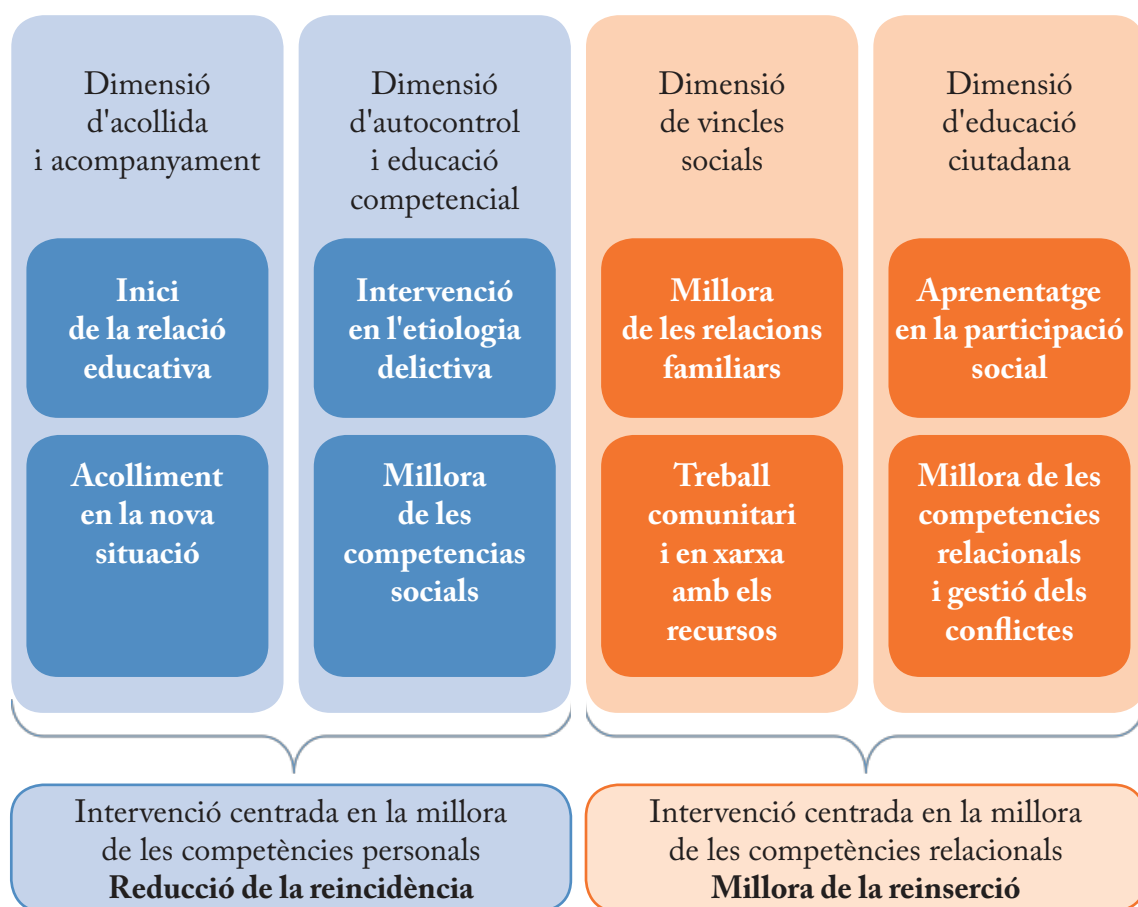 Dimensió
d'acollida
i acompanyament
Inici
de la relació
educativa
Acolliment
en la nova
situació
Dimensió
d'autocontrol
i educació
competencial
Intervenció
en l'etiologia
delictiva
Millora
de les
competencias
socials
Dimensió
de vincles
socials
Millora
de les relacions
familiars
Treball
comunitari
i en xarxa
amb els
recursos
Dimensió
d'educació
ciutadana
Aprenentatge
en la participació
social
Millora de les
competencies
relacionals
i gestió dels
conflictes
Intervenció centrada en la millora
de les competències personals
Reducció de la reincidència
Intervenció centrada en la millora
de les competències relacionals
Millora de la reinserció